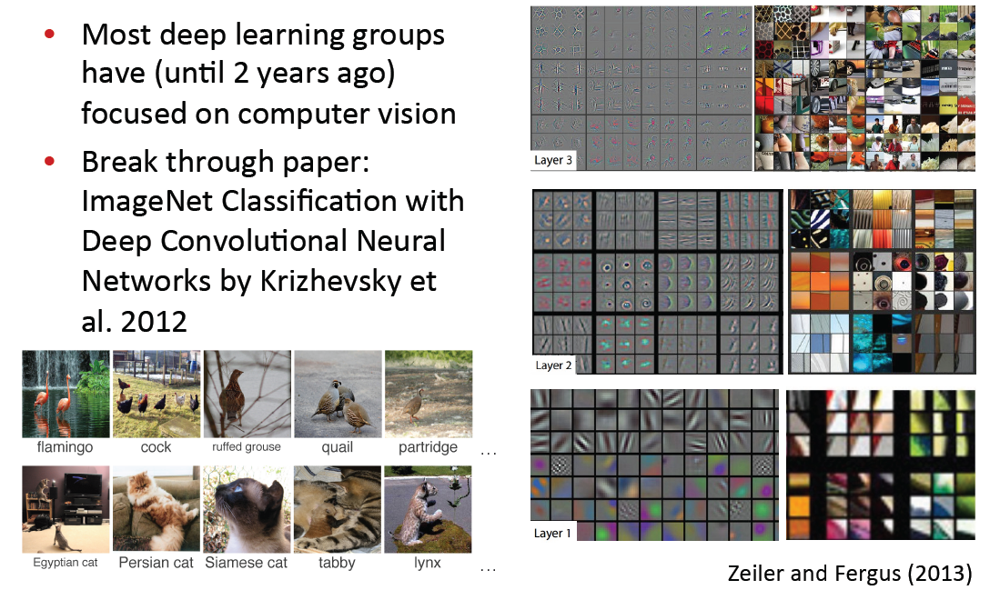 • Most deep learning groups
have (until 2 years ago)
focused on computer vision
• Break through paper:
ImageNet Classification with
Deep Convolutional Neural
Networks by Krizhevsky et
al. 2012
flamingo cock ruffed grouse quail partridge ...
Egyptian cat Persian cat Siamese cat tabby lynx ...
Layer 3
Layer 2
Layer 1
Zeiler and Fergus (2013)